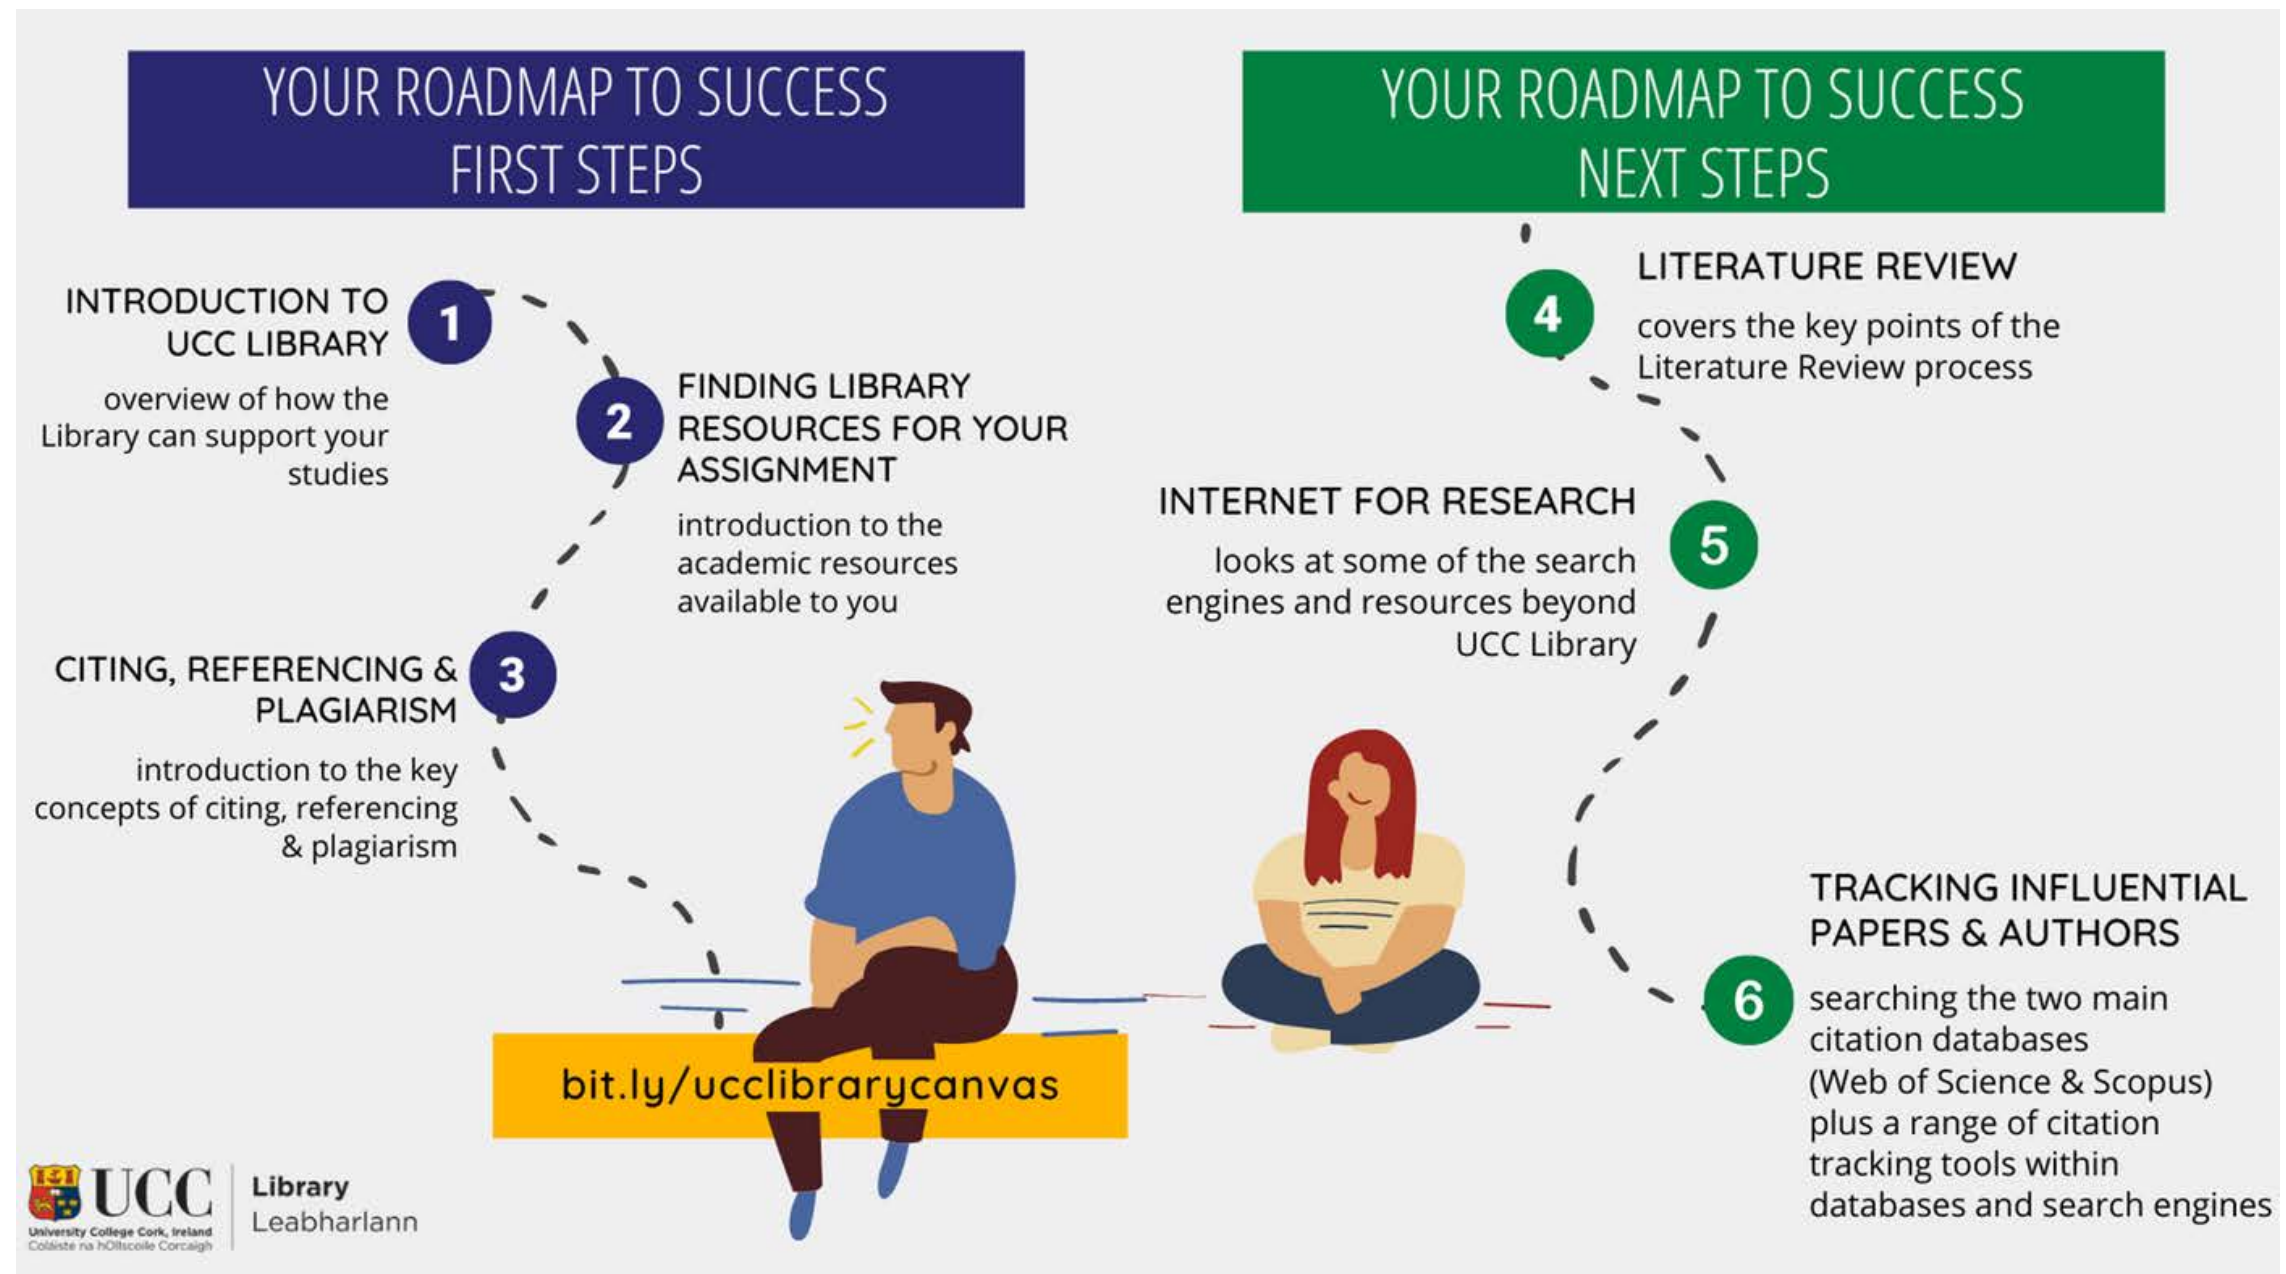 YOUR ROADMAP TO SUCCESS
FIRST STEPS
INTRODUCTION TO
UCC LIBRARY
1
overview of how the
Library can support your
studies
2
FINDING LIBRARY
RESOURCES FOR YOUR
ASSIGNMENT
introduction to the
academic resources
available to you
CITING, REFERENCING &
PLAGIARISM
3
introduction to the key
concepts of citing, referencing
& plagiarism
bit.ly/ucclibrarycanvas
YOUR ROADMAP TO SUCCESS
NEXT STEPS
4
LITERATURE REVIEW
covers the key points of the
Literature Review process
INTERNET FOR RESEARCH
5
looks at some of the search
engines and resources beyond
UCC Library
TRACKING INFLUENTIAL
PAPERS & AUTHORS
6
searching the two main
citation databases
(Web of Science & Scopus)
plus a range of citation
tracking tools within
databases and search engines
UCC
University College Cork, Ireland
Coláiste na hOllscoile Corcaigh
Library
Leabharlann